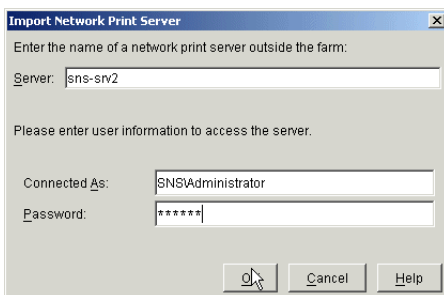 Import Network Print Server
Enter the name of a network print server outside the farm:
Server: sns-srv2
Please enter user information to access the server.
Connected As: SNS\Administrator
Password: ******
Cancel Help